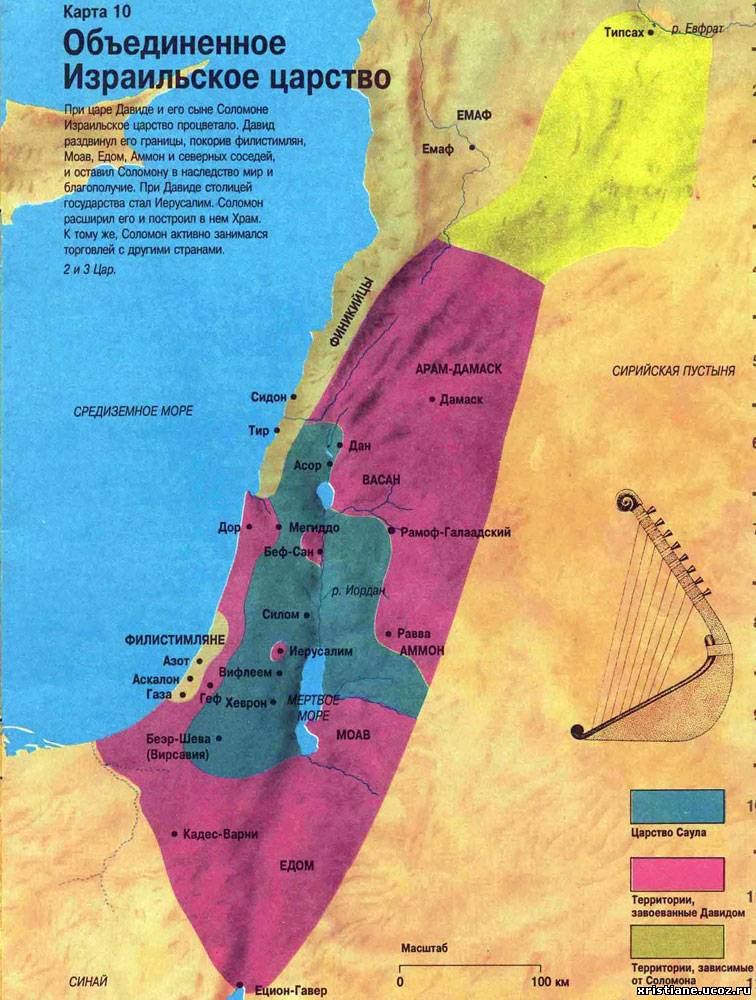 Карта 10
Объединенное
Израильское царство
При царе Давиде и его сыне Соломоне
Израильское царство процветало. Давид
раздвинул его границы, покорив филистимлян,
Моав, Едом, Аммон и северных соседей,
и оставил Соломону в наследство мир и
благополучие. При Давиде столицей
государства стал Иерусалим. Соломон
расширил его и построил в нем Храм.
К тому же, Соломон активно занимался
торговлей с другими странами.
2 и 3 Цар.
Типсах
р. Евфрат
ЕМАФ
Емаф
ФИНИКИЙЦЫ
АРАМ-ДАМАСК
Дамаск
СИРИЙСКАЯ ПУСТЫНЯ
СРЕДИЗЕМНОЕ МОРЕ
Сидон
Тир
Дан
Асор
ВАСАН
Дор
Мегиддо
Рамоф-Галаадский
Беф-Сан
р. Иордан
Силом
ФИЛИСТИМЛЯНЕ
Равва
АММОН
Иерусалим
Азот
Вифлеем
Аскалон
Газа
Геф
Хеврон
МЕРТВОЕ
МОРЕ
МОАВ
Беэр-Шева
(Вирсавия)
Кадес-Варни
ЕДОМ
Царство Саула
Территории,
завоеванные Давидом
Территории, зависимые
от Соломона
Масштаб
0
100 км
СИНАЙ
Ецион-Гавер
xristiane.ucoz.ru